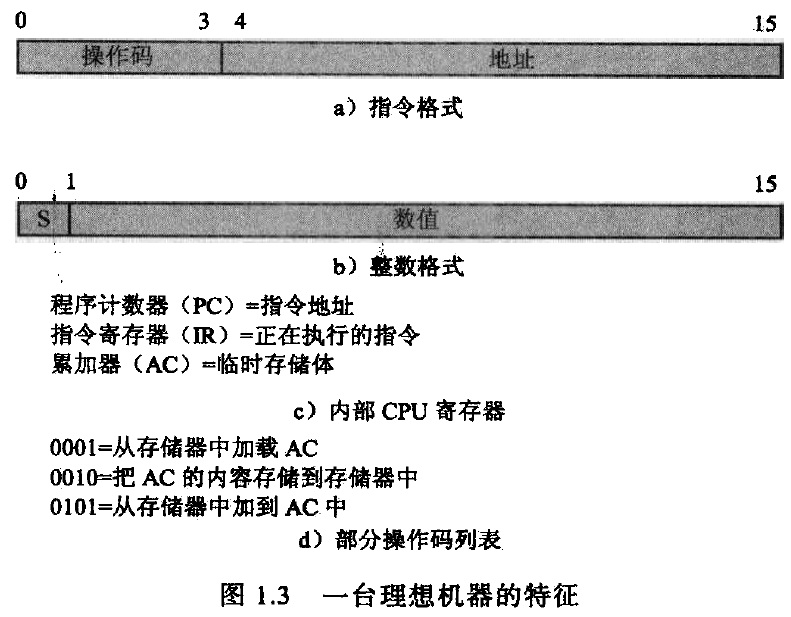 0 3 4 15
操作码 地址
a）指令格式
0 1 15
S 数值
b）整数格式
程序计数器（PC）=指令地址
指令寄存器（IR）=正在执行的指令
累加器（AC）=临时存储体
c）内部 CPU 寄存器
0001=从存储器中加载 AC
0010=把 AC 的内容存储到存储器中
0101=从存储器中加到 AC 中
d）部分操作码列表
图 1.3 一台理想机器的特征